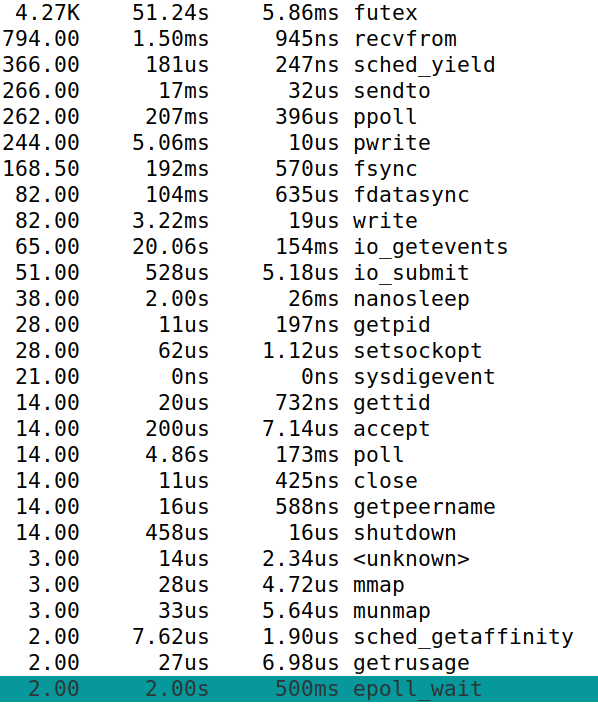 4.27K 51.24s 5.86ms futex
794.00 1.50ms 945ns recvfrom
366.00 181us 247ns sched_yield
266.00 17ms 32us sendto
262.00 207ms 396us ppoll
244.00 5.06ms 10us pwrite
168.50 192ms 570us fsync
82.00 104ms 635us fdatasync
82.00 3.22ms 19us write
65.00 20.06s 154ms io_getevents
51.00 528us 5.18us io_submit
38.00 2.00s 26ms nanosleep
28.00 11us 197ns getpid
28.00 62us 1.12us setsockopt
21.00 0ns 0ns sysdigevent
14.00 20us 732ns gettid
14.00 200us 7.14us accept
14.00 4.86s 173ms poll
14.00 11us 425ns close
14.00 16us 588ns getpeername
14.00 458us 16us shutdown
3.00 14us 2.34us <unknown>
3.00 28us 4.72us mmap
3.00 33us 5.64us munmap
2.00 7.62us 1.90us sched_getaffinity
2.00 27us 6.98us getrusage
2.00 2.00s 500ms epoll_wait